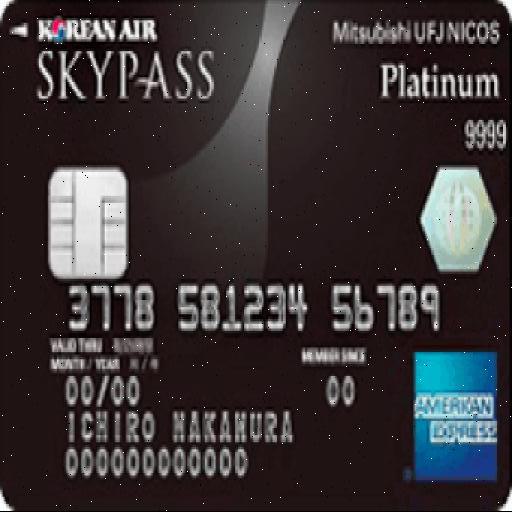 KOREAN AIR Mitsubishi UFJ NICOS
SKYPASS Platinum
9999
3778 581234 56789
VALID THRU
MONTH / YEAR MEMBER SINCE
00/00 00
ICHIRO NAKAMURA
000000000000
AMERICAN
EXPRESS